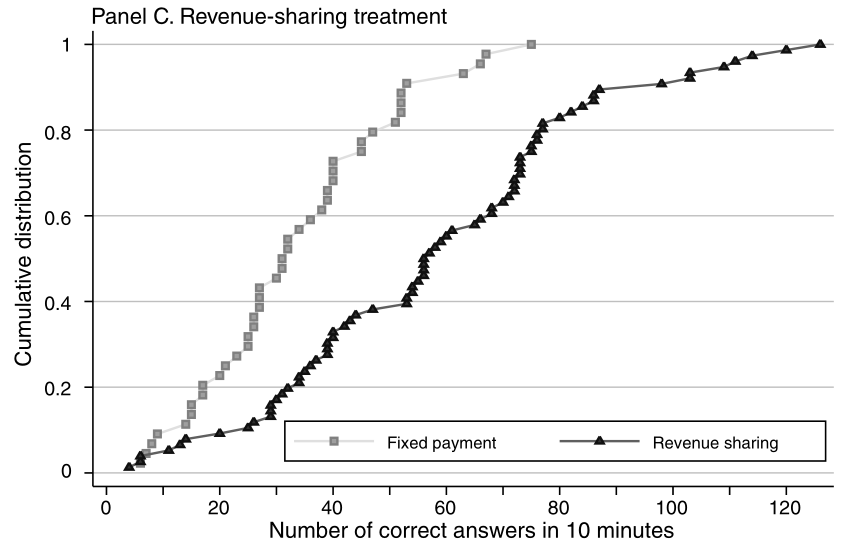 Panel C. Revenue-sharing treatment
1
0.8
0.6
0.4
0.2
0
Cumulative distribution
Fixed payment
Revenue sharing
0 20 40 60 80 100 120
Number of correct answers in 10 minutes